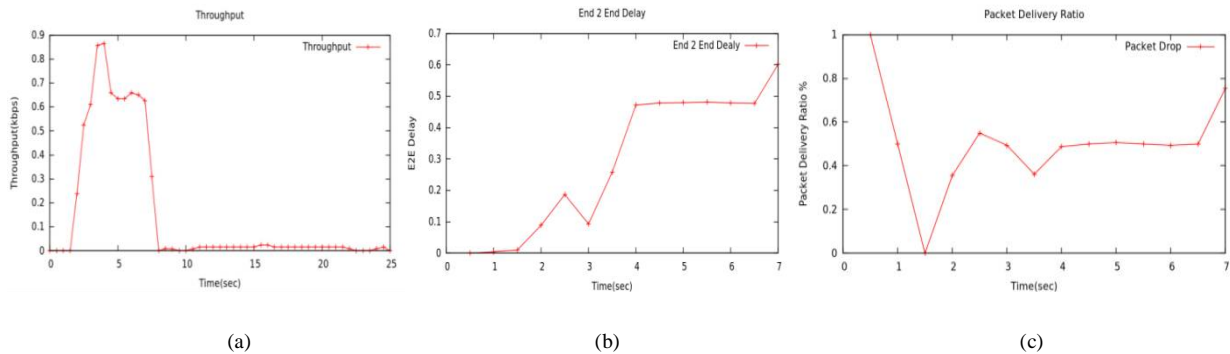 Throughput
Throughput
Throughput(kbps)
0.9
0.8
0.7
0.6
0.5
0.4
0.3
0.2
0.1
0
0 5 10 15 20 25
Time(sec)
(a)
End 2 End Delay
End 2 End Dealy
E2E Delay
0.7
0.6
0.5
0.4
0.3
0.2
0.1
0
0 1 2 3 4 5 6 7
Time(sec)
(b)
Packet Delivery Ratio
Packet Drop
Packet Delivery Ratio %
1
0.8
0.6
0.4
0.2
0
0 1 2 3 4 5 6 7
Time(sec)
(c)